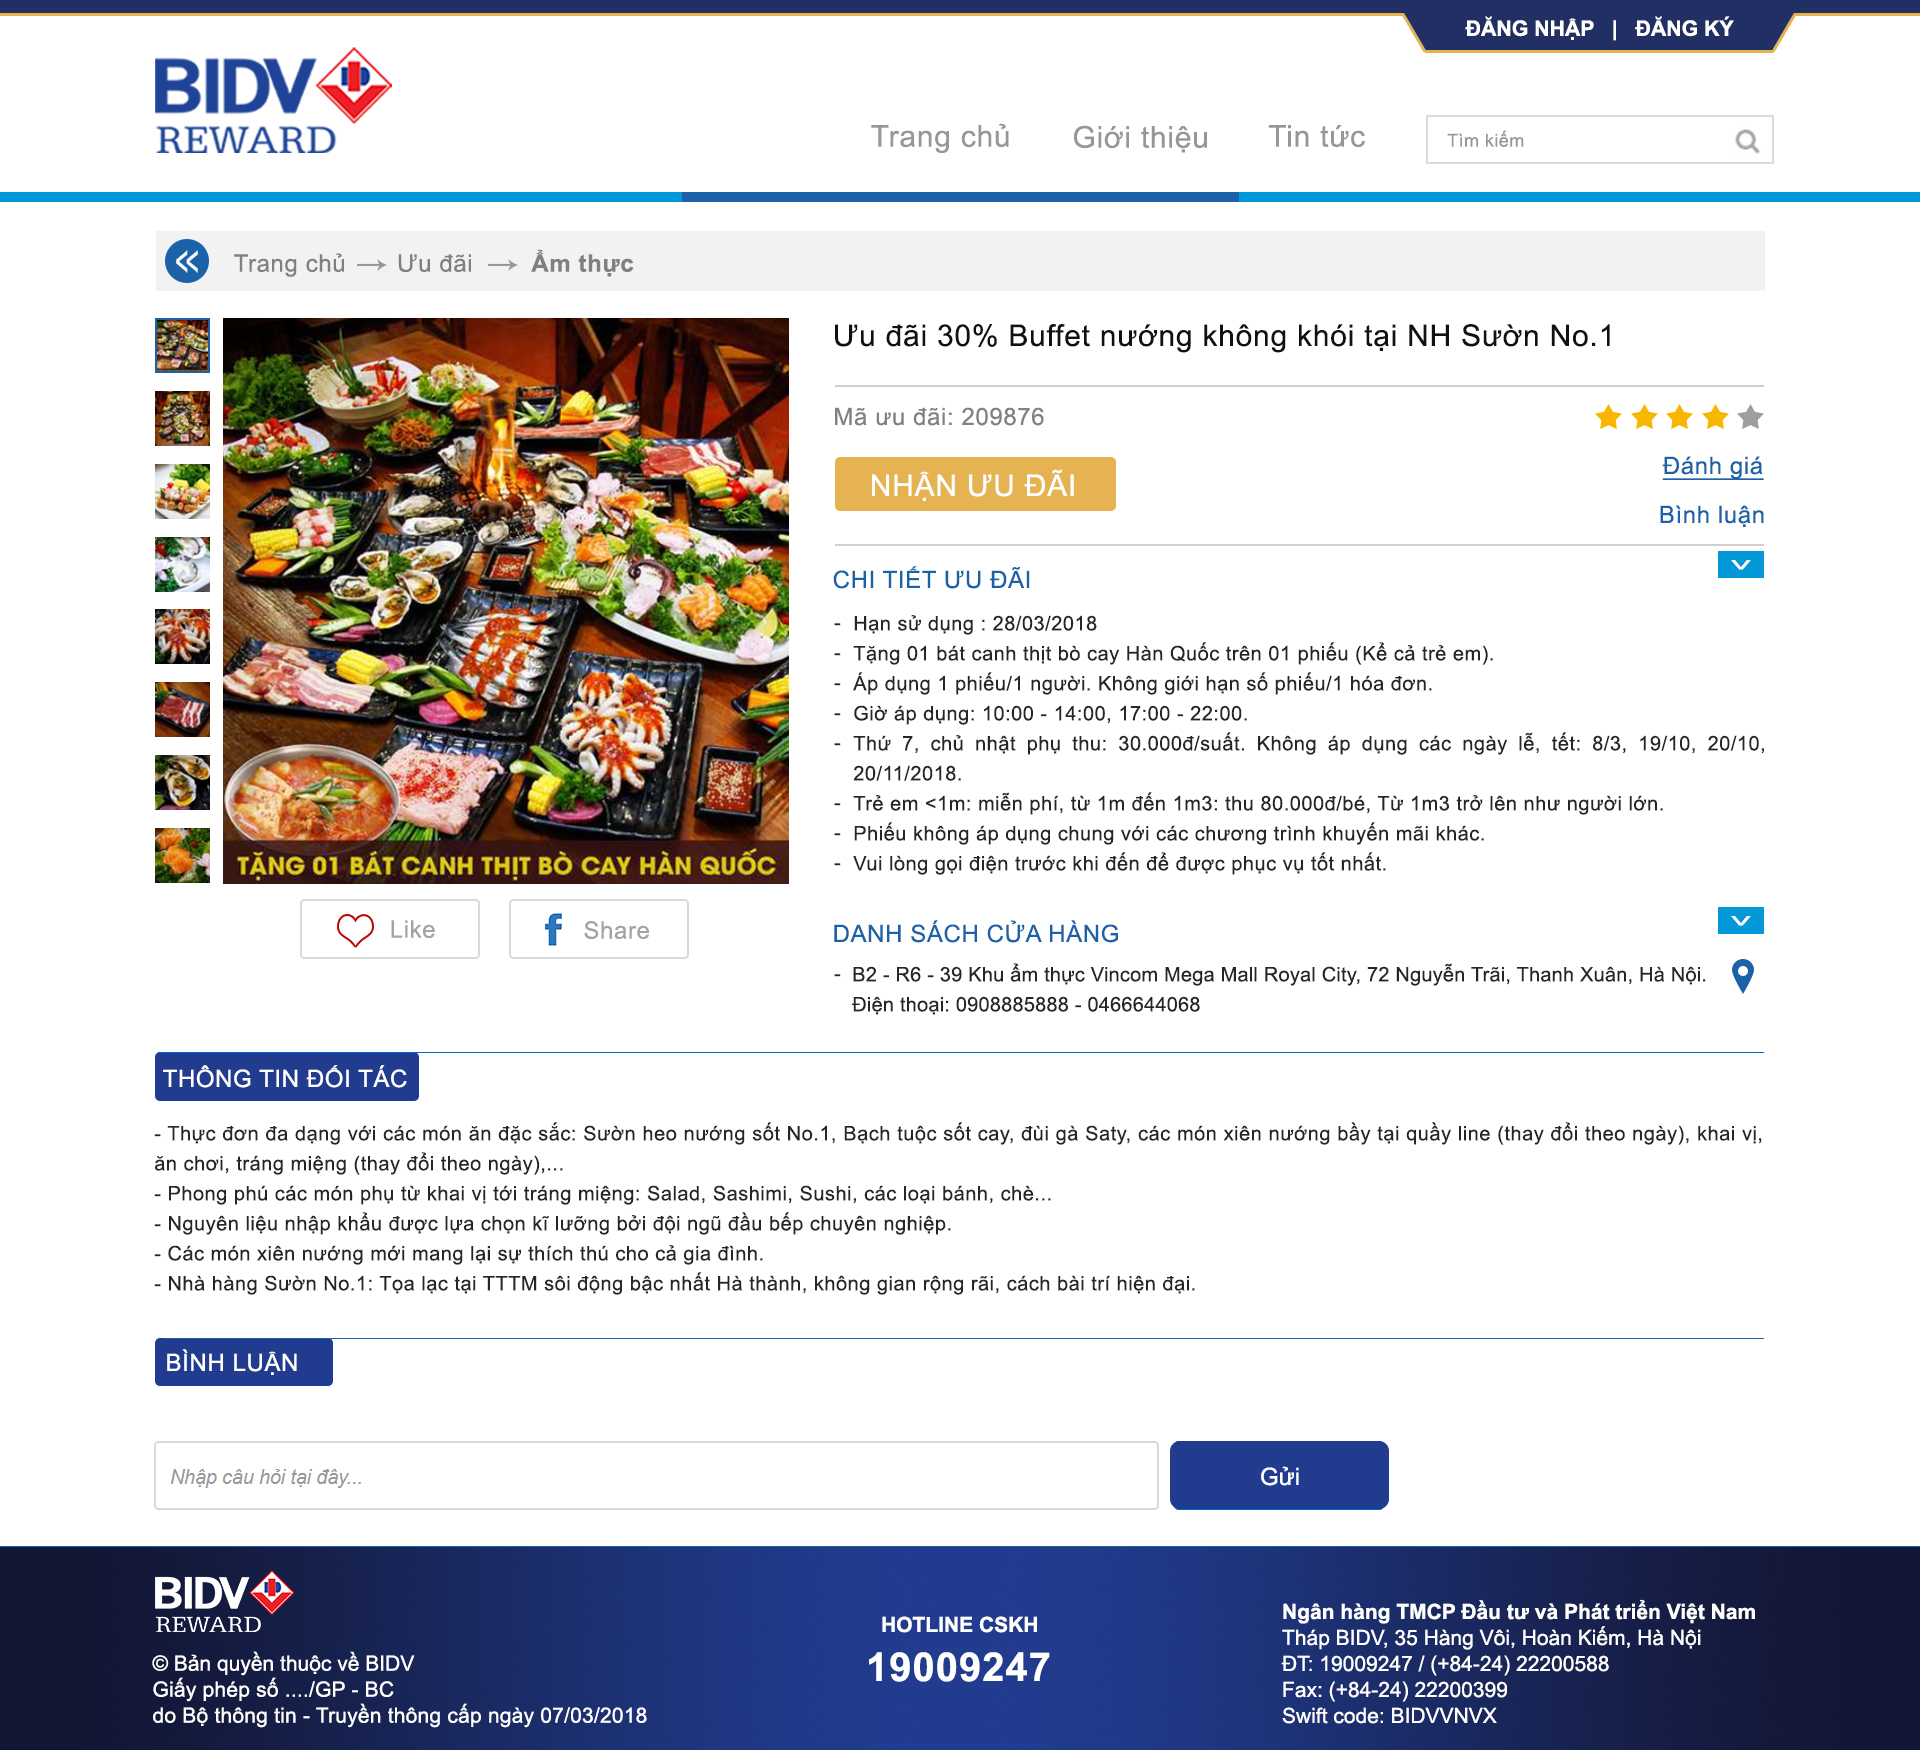 ĐĂNG NHẬP | ĐĂNG KÝ
BIDV
REWARD
Trang chủ Giới thiệu Tin tức Tìm kiếm
Trang chủ → Ưu đãi → Ẩm thực
Ưu đãi 30% Buffet nướng không khói tại NH Sườn No.1
Mã ưu đãi: 209876
NHẬN ƯU ĐÃI
Đánh giá
Bình luận
CHI TIẾT ƯU ĐÃI
- Hạn sử dụng : 28/03/2018
- Tặng 01 bát canh thịt bò cay Hàn Quốc trên 01 phiếu (Kể cả trẻ em).
- Áp dụng 1 phiếu/1 người. Không giới hạn số phiếu/1 hóa đơn.
- Giờ áp dụng: 10:00 - 14:00, 17:00 - 22:00.
- Thứ 7, chủ nhật phụ thu: 30.000đ/suất. Không áp dụng các ngày lễ, tết: 8/3, 19/10, 20/10,
20/11/2018.
- Trẻ em <1m: miễn phí, từ 1m đến 1m3: thu 80.000đ/bé, Từ 1m3 trở lên như người lớn.
- Phiếu không áp dụng chung với các chương trình khuyến mãi khác.
- Vui lòng gọi điện trước khi đến để được phục vụ tốt nhất.
TẶNG 01 BÁT CANH THỊT BÒ CAY HÀN QUỐC
Like Share
DANH SÁCH CỬA HÀNG
- B2 - R6 - 39 Khu ẩm thực Vincom Mega Mall Royal City, 72 Nguyễn Trãi, Thanh Xuân, Hà Nội.
Điện thoại: 0908885888 - 0466644068
THÔNG TIN ĐỐI TÁC
- Thực đơn đa dạng với các món ăn đặc sắc: Sườn heo nướng sốt No.1, Bạch tuộc sốt cay, đùi gà Saty, các món xiên nướng bầy tại quầy line (thay đổi theo ngày), khai vị,
ăn chơi, tráng miệng (thay đổi theo ngày),...
- Phong phú các món phụ từ khai vị tới tráng miệng: Salad, Sashimi, Sushi, các loại bánh, chè...
- Nguyên liệu nhập khẩu được lựa chọn kĩ lưỡng bởi đội ngũ đầu bếp chuyên nghiệp.
- Các món xiên nướng mới mang lại sự thích thú cho cả gia đình.
- Nhà hàng Sườn No.1: Tọa lạc tại TTTM sôi động bậc nhất Hà thành, không gian rộng rãi, cách bài trí hiện đại.
BÌNH LUẬN
Nhập câu hỏi tại đây...
Gửi
BIDV
REWARD
© Bản quyền thuộc về BIDV
Giấy phép số ..../GP - BC
do Bộ thông tin - Truyền thông cấp ngày 07/03/2018
HOTLINE CSKH
19009247
Ngân hàng TMCP Đầu tư và Phát triển Việt Nam
Tháp BIDV, 35 Hàng Vôi, Hoàn Kiếm, Hà Nội
ĐT: 19009247 / (+84-24) 22200588
Fax: (+84-24) 22200399
Swift code: BIDVVNVX